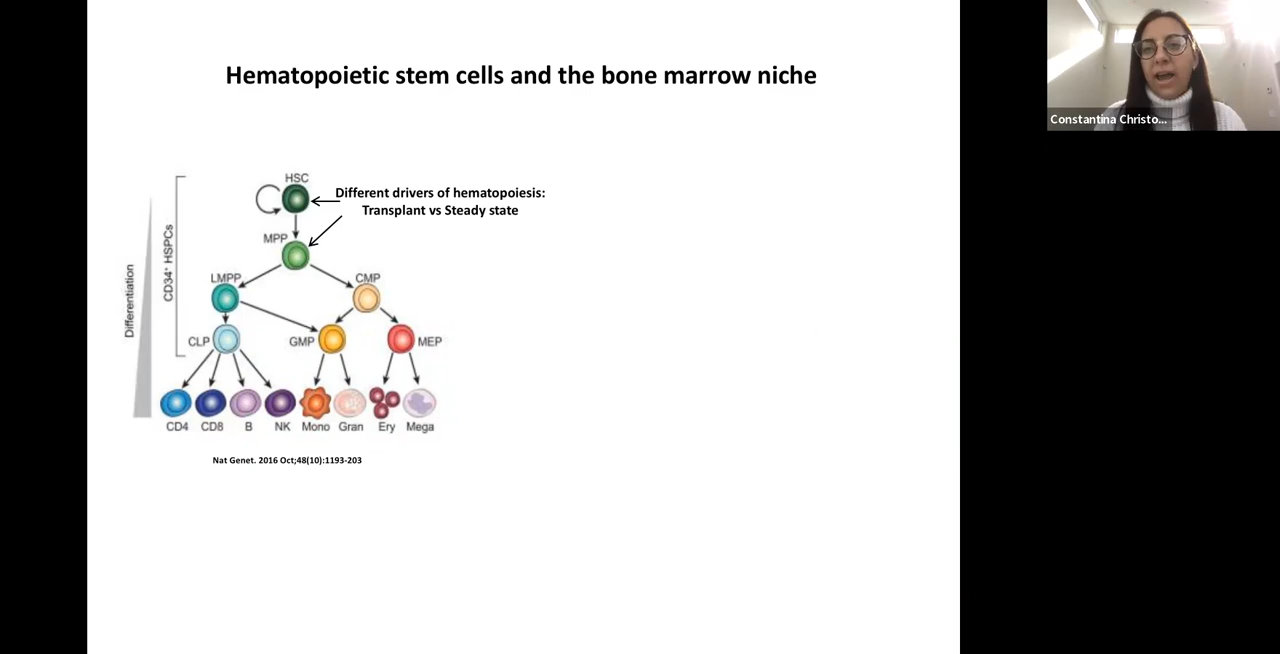 Hematopoietic stem cells and the bone marrow niche
Constantina Christo...
HSC
Different drivers of hematopoiesis:
Transplant vs Steady state
MPP
LMPP
CMP
CD34⁺ HSPCs
Differentiation
CLP
GMP
MEP
CD4 CD8 B NK Mono Gran Ery Mega
Nat Genet. 2016 Oct;48(10):1193-203